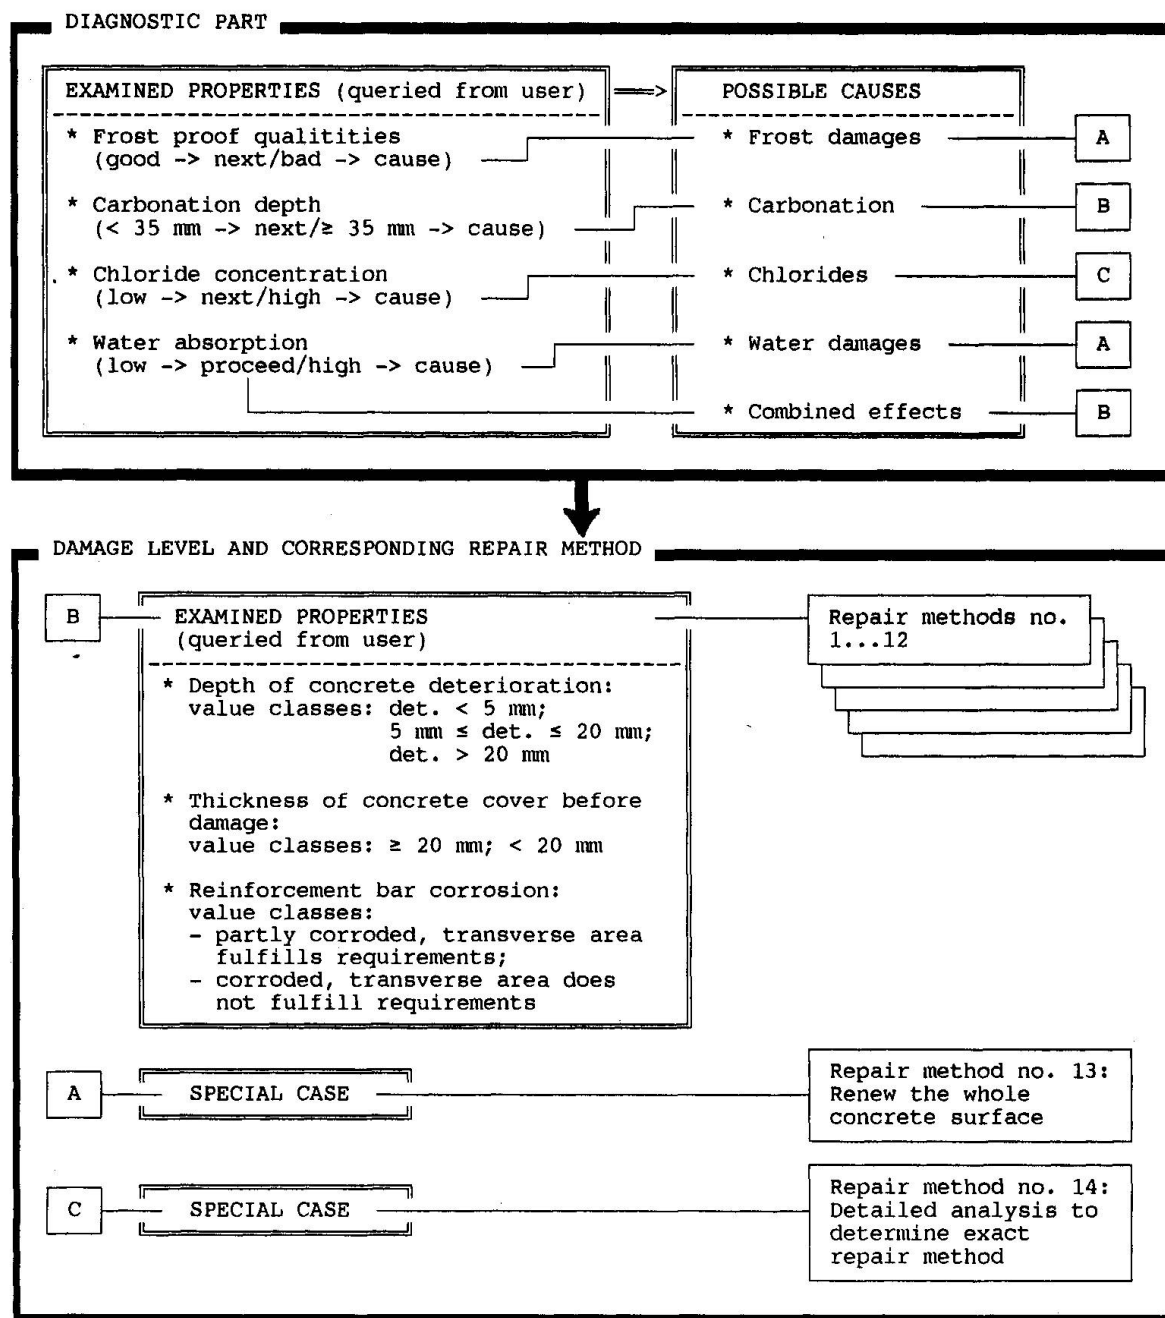 DIAGNOSTIC PART
EXAMINED PROPERTIES (queried from user) ==>
POSSIBLE CAUSES
* Frost proof qualitities
(good -> next/bad -> cause)
* Frost damages
A
* Carbonation depth
(< 35 mm -> next/≥ 35 mm -> cause)
* Carbonation
B
* Chloride concentration
(low -> next/high -> cause)
* Chlorides
C
* Water absorption
(low -> proceed/high -> cause)
* Water damages
A
* Combined effects
B
DAMAGE LEVEL AND CORRESPONDING REPAIR METHOD
B
EXAMINED PROPERTIES
(queried from user)
* Depth of concrete deterioration:
value classes: det. < 5 mm;
5 mm ≤ det. ≤ 20 mm;
det. > 20 mm
* Thickness of concrete cover before
damage:
value classes: ≥ 20 mm; < 20 mm
* Reinforcement bar corrosion:
value classes:
- partly corroded, transverse area
fulfills requirements;
- corroded, transverse area does
not fulfill requirements
Repair methods no.
1...12
A
SPECIAL CASE
Repair method no. 13:
Renew the whole
concrete surface
C
SPECIAL CASE
Repair method no. 14:
Detailed analysis to
determine exact
repair method